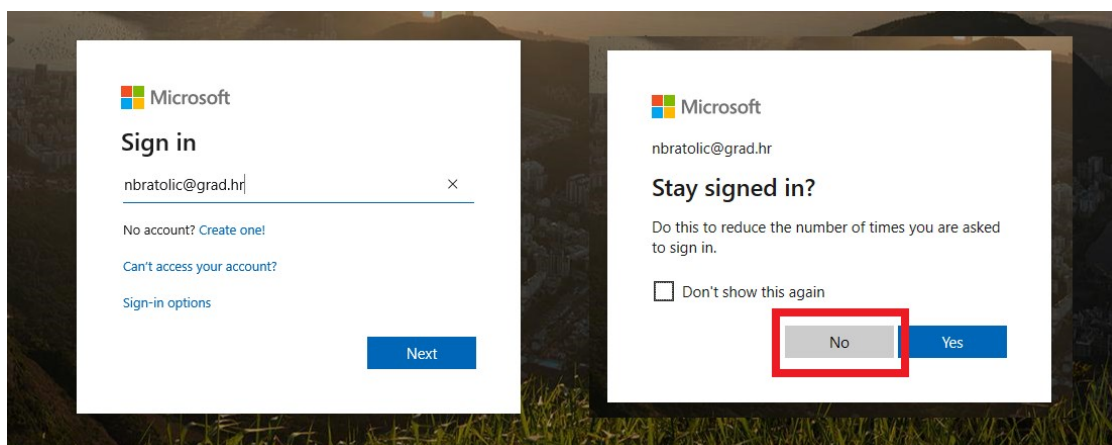 Microsoft
Sign in
nbratolic@grad.hr
No account? Create one!
Can't access your account?
Sign-in options
Next
Microsoft
nbratolic@grad.hr
Stay signed in?
Do this to reduce the number of times you are asked
to sign in.
Don't show this again
No
Yes